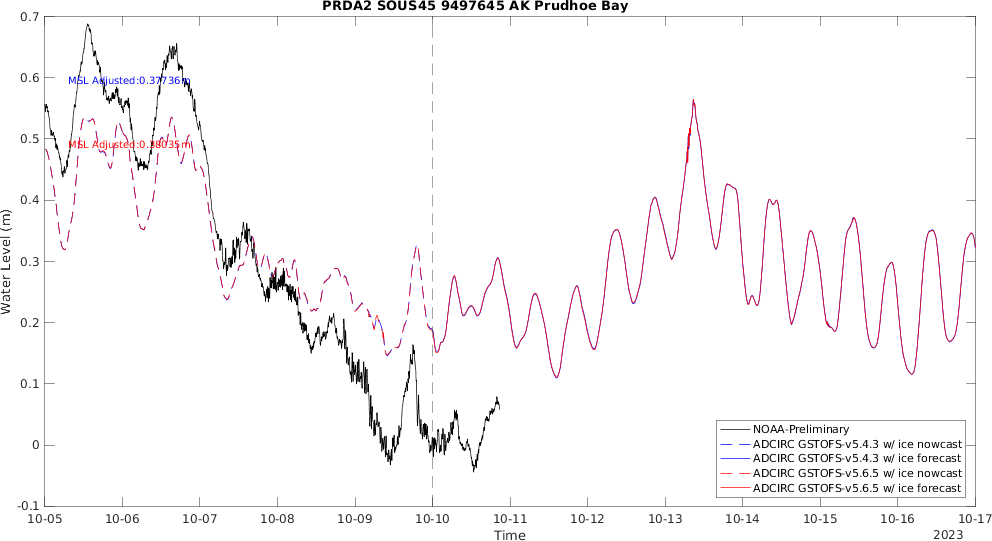 PRDA2 SOUS45 9497645 AK Prudhoe Bay
0.7
0.6
0.5
0.4
0.3
0.2
0.1
0
-0.1
Water Level (m)
MSL Adjusted:0.37736m
MSL Adjusted:0.38035m
NOAA-Preliminary
ADCIRC GSTOFS-v5.4.3 w/ ice nowcast
ADCIRC GSTOFS-v5.4.3 w/ ice forecast
ADCIRC GSTOFS-v5.6.5 w/ ice nowcast
ADCIRC GSTOFS-v5.6.5 w/ ice forecast
10-05 10-06 10-07 10-08 10-09 10-10 10-11 10-12 10-13 10-14 10-15 10-16 10-17
Time
2023